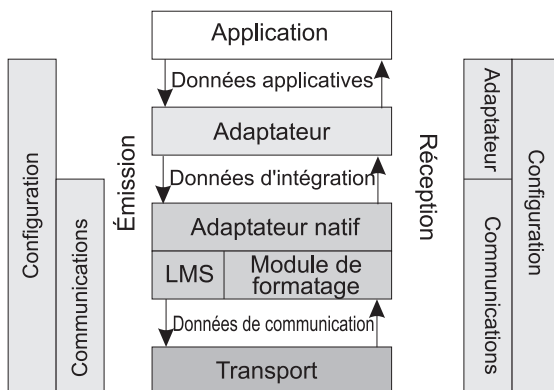 Application
Données applicatives
Adaptateur
Données d'intégration
Adaptateur natif
LMS
Module de
formatage
Données de communication
Transport
Configuration
Communications
Émission
Réception
Adaptateur
Communications
Configuration